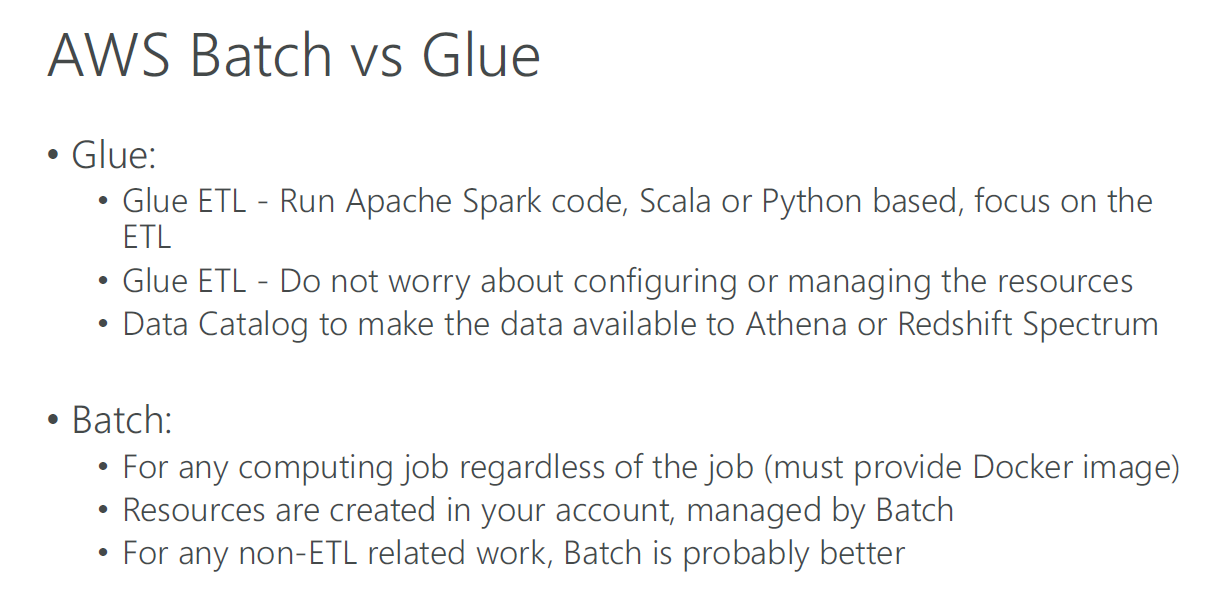 AWS Batch vs Glue
• Glue:
• Glue ETL - Run Apache Spark code, Scala or Python based, focus on the
ETL
• Glue ETL - Do not worry about configuring or managing the resources
• Data Catalog to make the data available to Athena or Redshift Spectrum
• Batch:
• For any computing job regardless of the job (must provide Docker image)
• Resources are created in your account, managed by Batch
• For any non-ETL related work, Batch is probably better